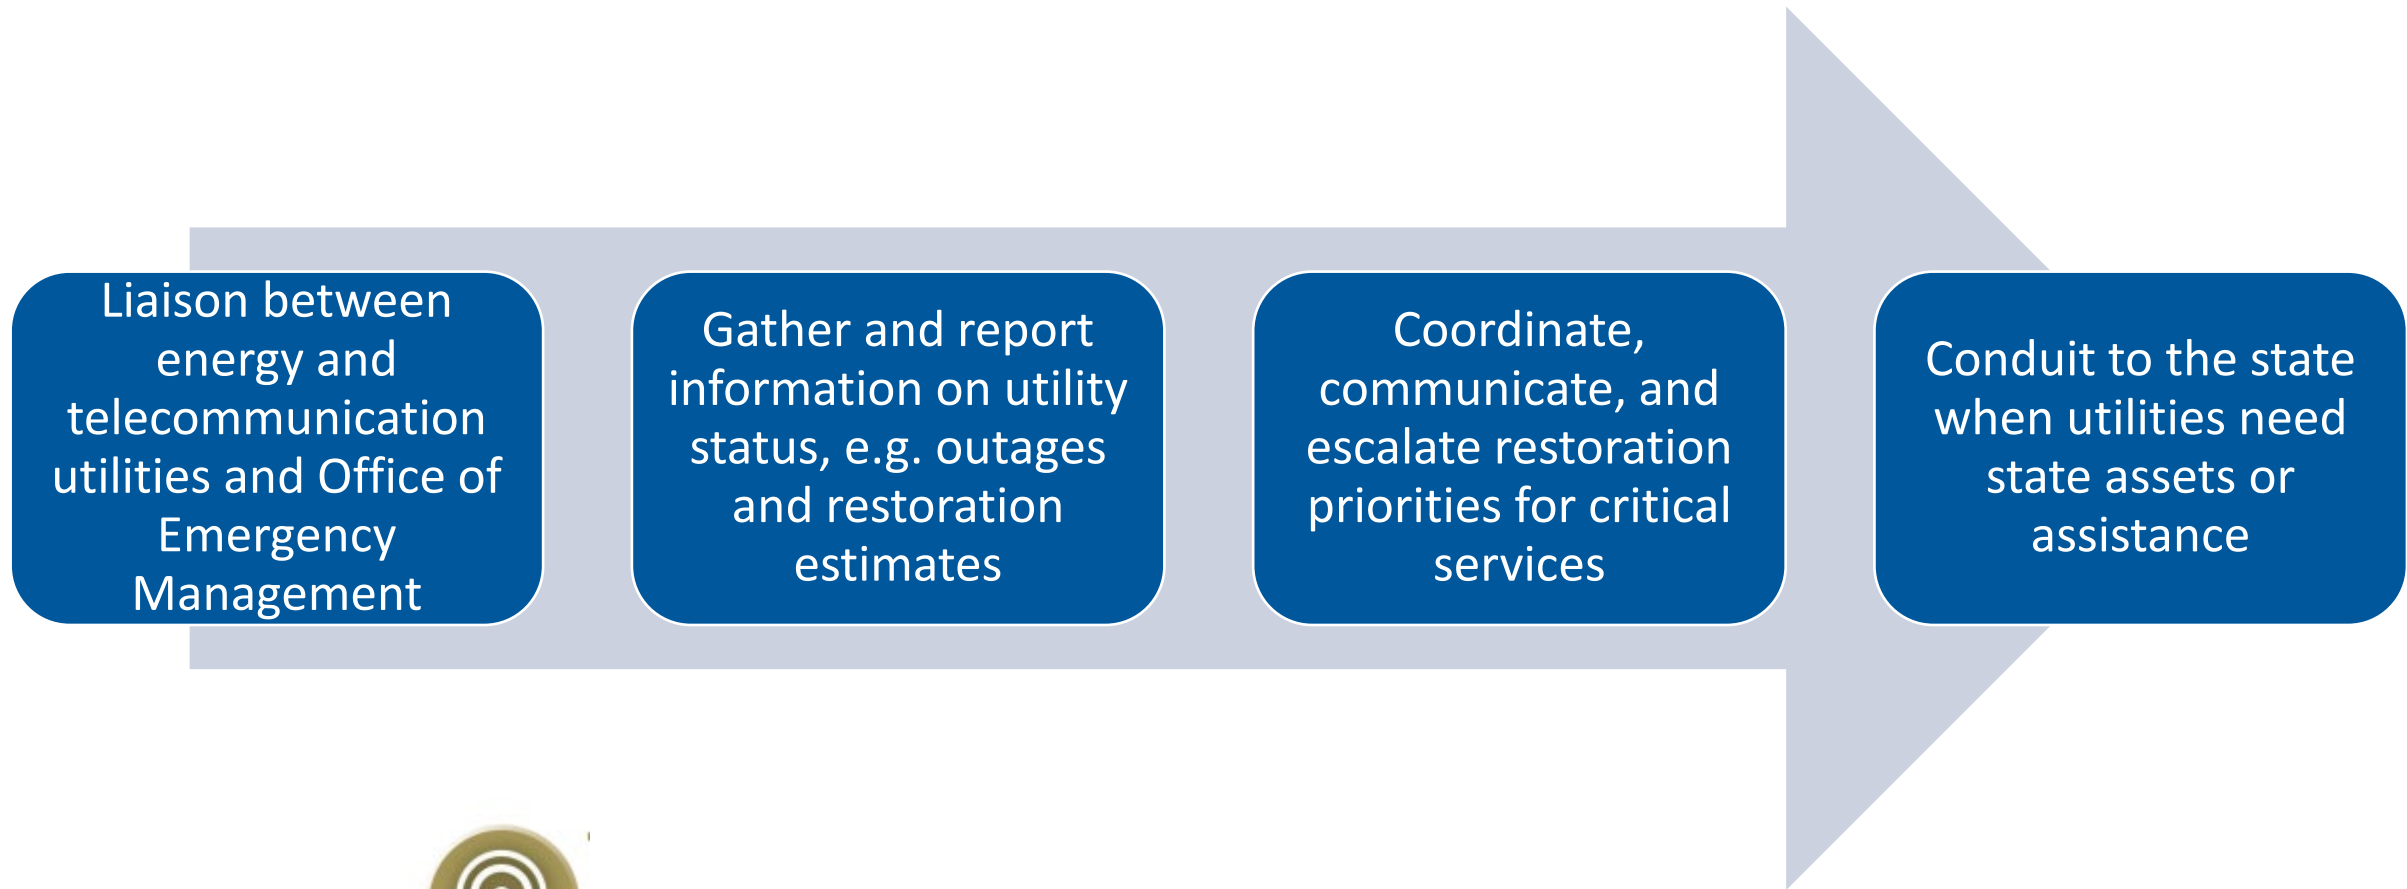 Liaison between
energy and
telecommunication
utilities and Office of
Emergency
Management
Gather and report
information on utility
status, e.g. outages
and restoration
estimates
Coordinate,
communicate, and
escalate restoration
priorities for critical
services
Conduit to the state
when utilities need
state assets or
assistance